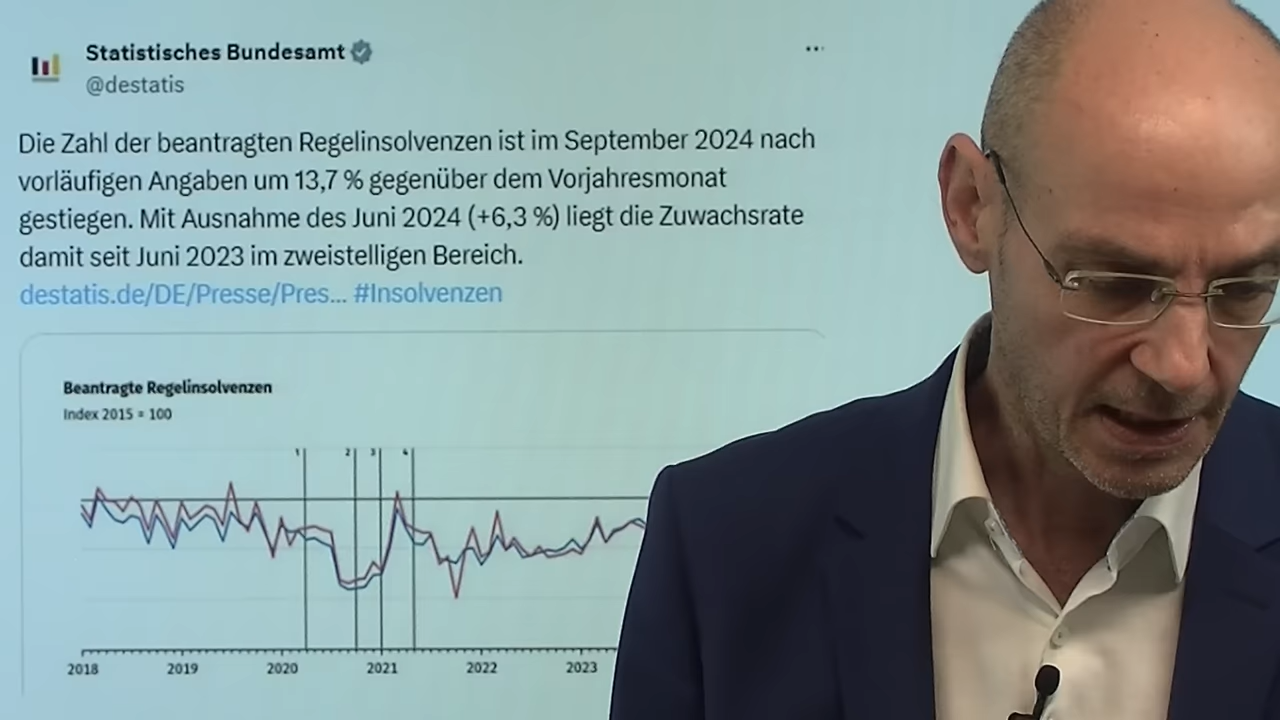 Statistisches Bundesamt
@destatis
Die Zahl der beantragten Regelinsolvenzen ist im September 2024 nach
vorläufigen Angaben um 13,7 % gegenüber dem Vorjahresmonat
gestiegen. Mit Ausnahme des Juni 2024 (+6,3 %) liegt die Zuwachsrate
damit seit Juni 2023 im zweistelligen Bereich.
destatis.de/DE/Presse/Pres... #Insolvenzen
Beantragte Regelinsolvenzen
Index 2015 = 100
1 2 3 4
2018 2019 2020 2021 2022 2023